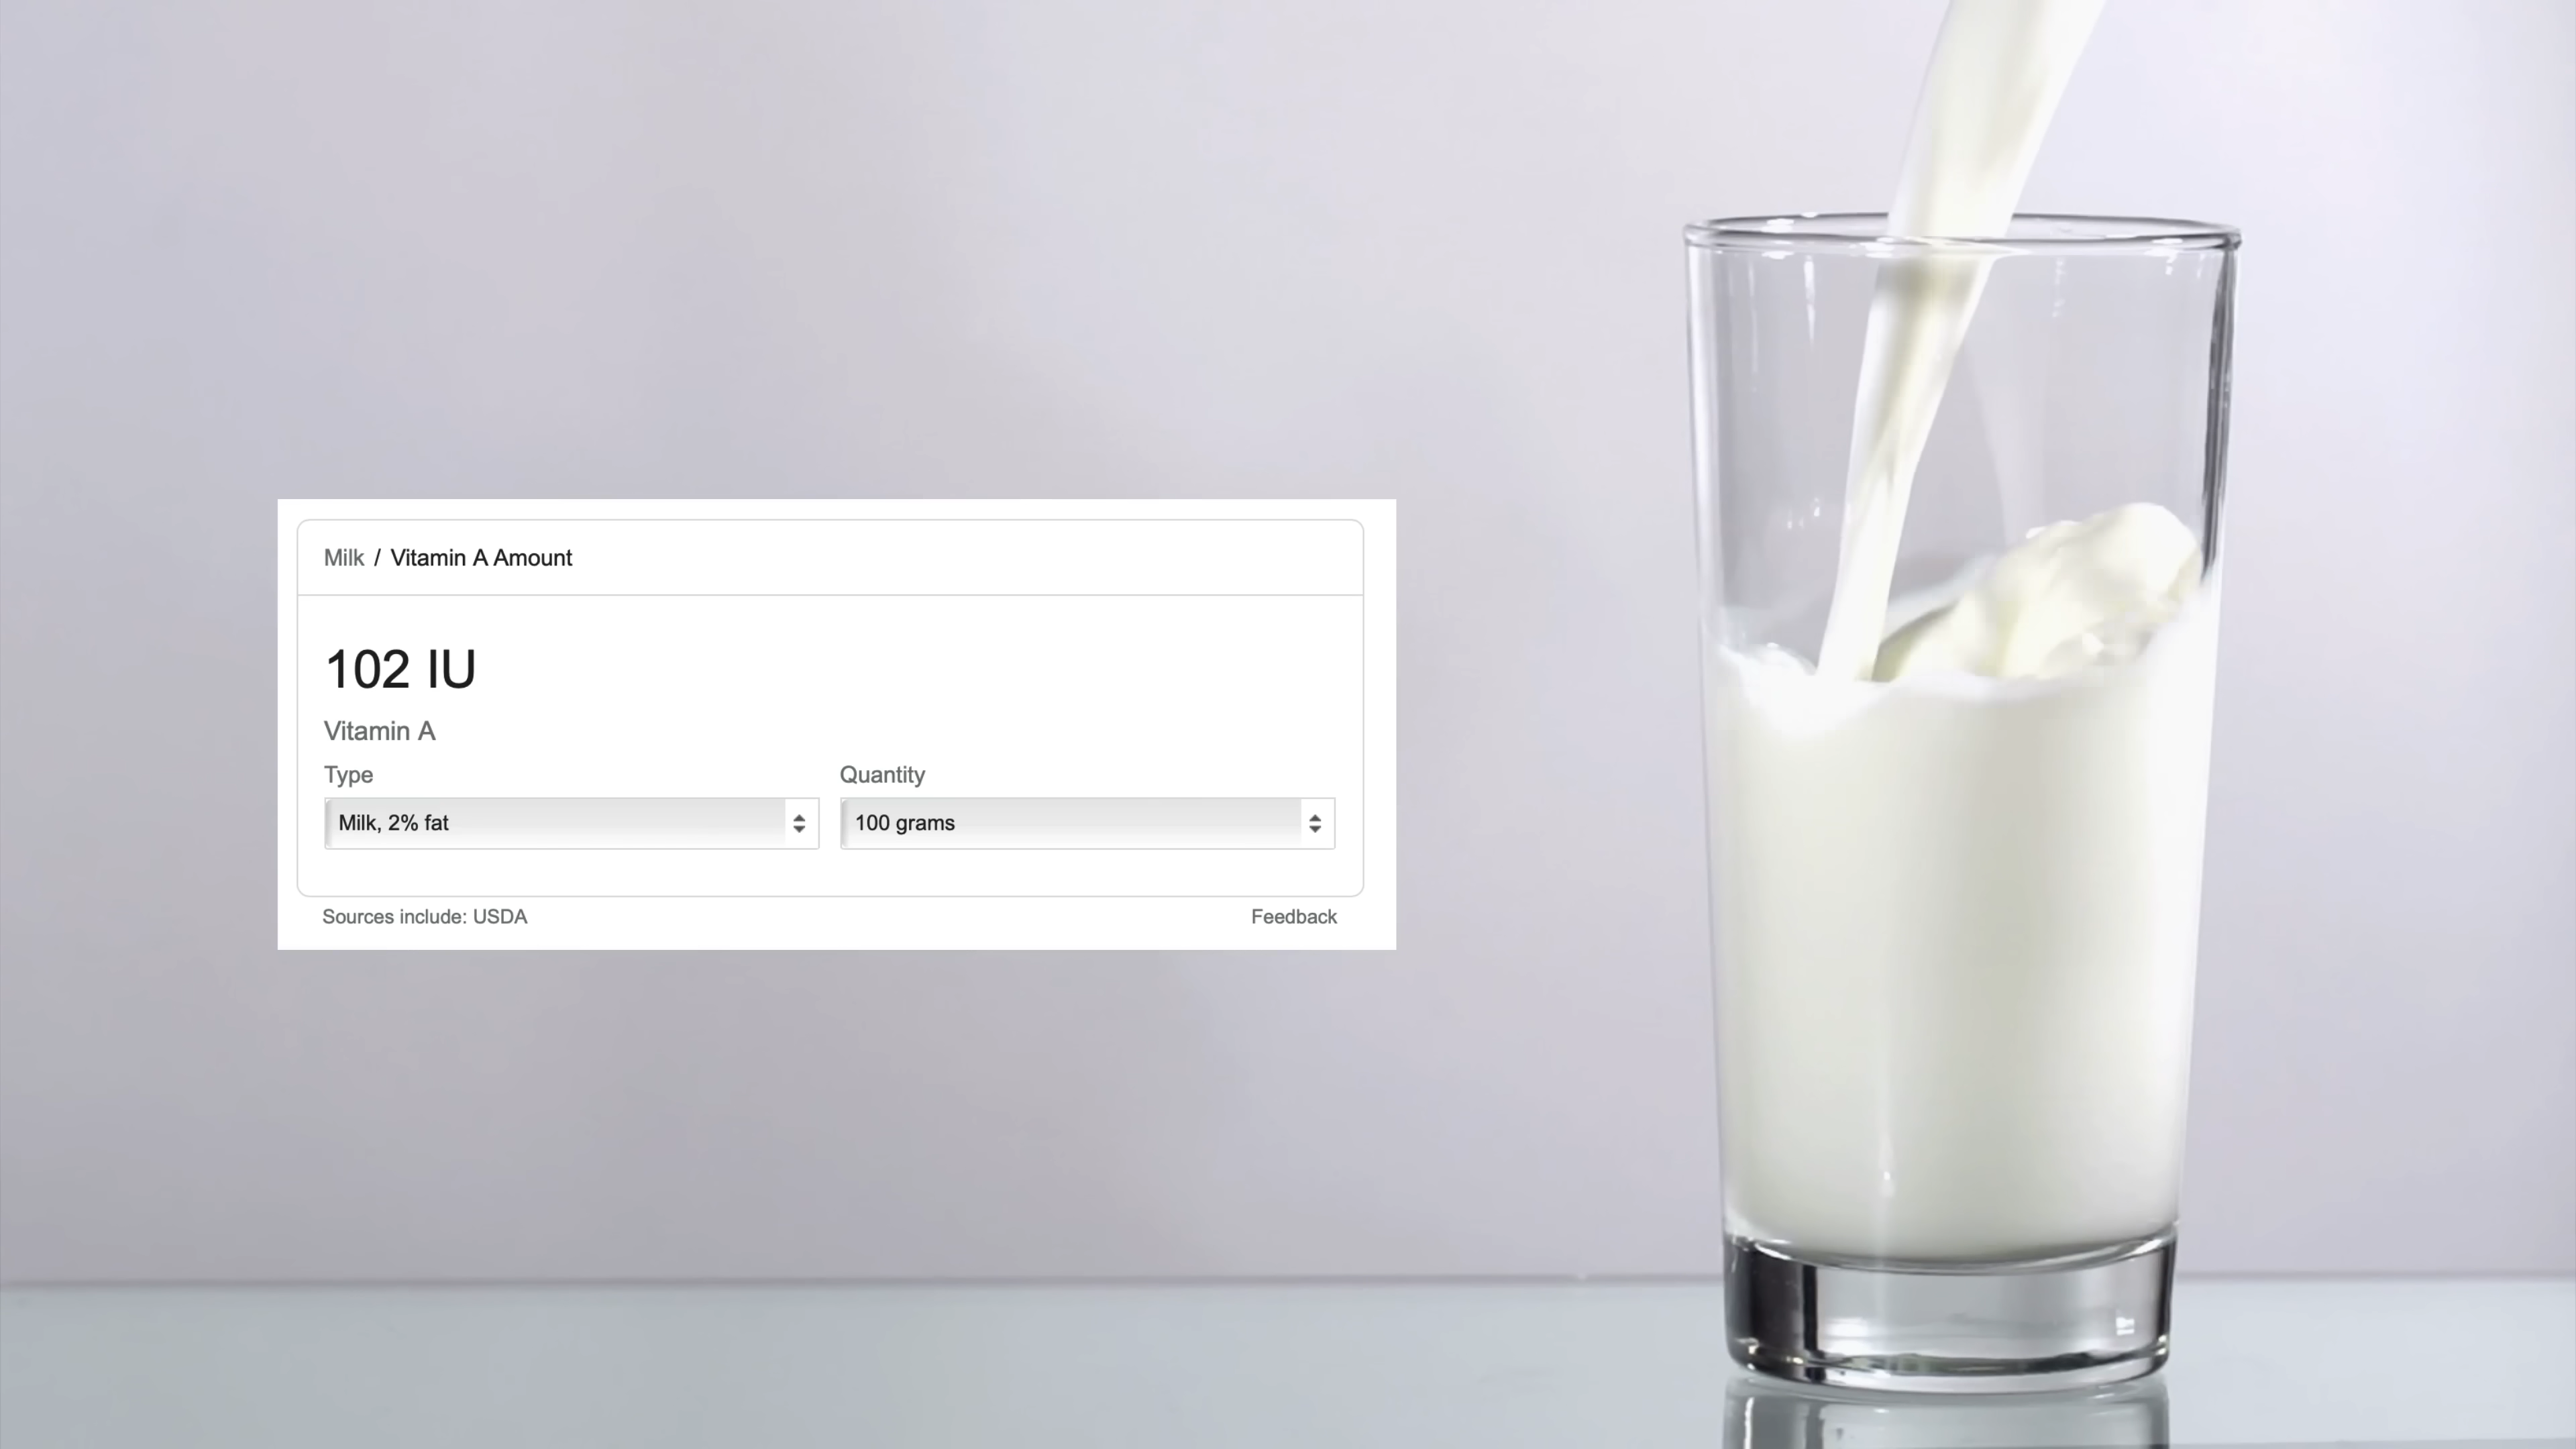 Milk / Vitamin A Amount
102 IU
Vitamin A
Type
Quantity
Milk, 2% fat
100 grams
Sources include: USDA
Feedback